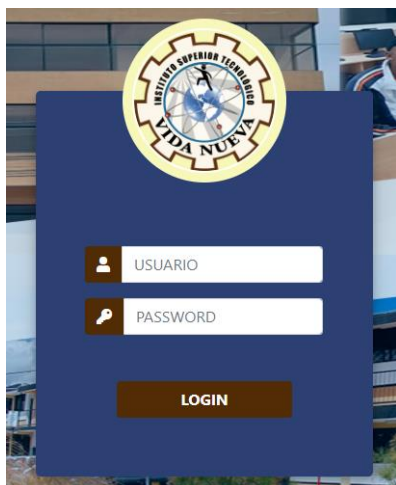 INSTITUTO SUPERIOR TECNOLÓGICO
VIDA NUEVA
USUARIO
PASSWORD
LOGIN